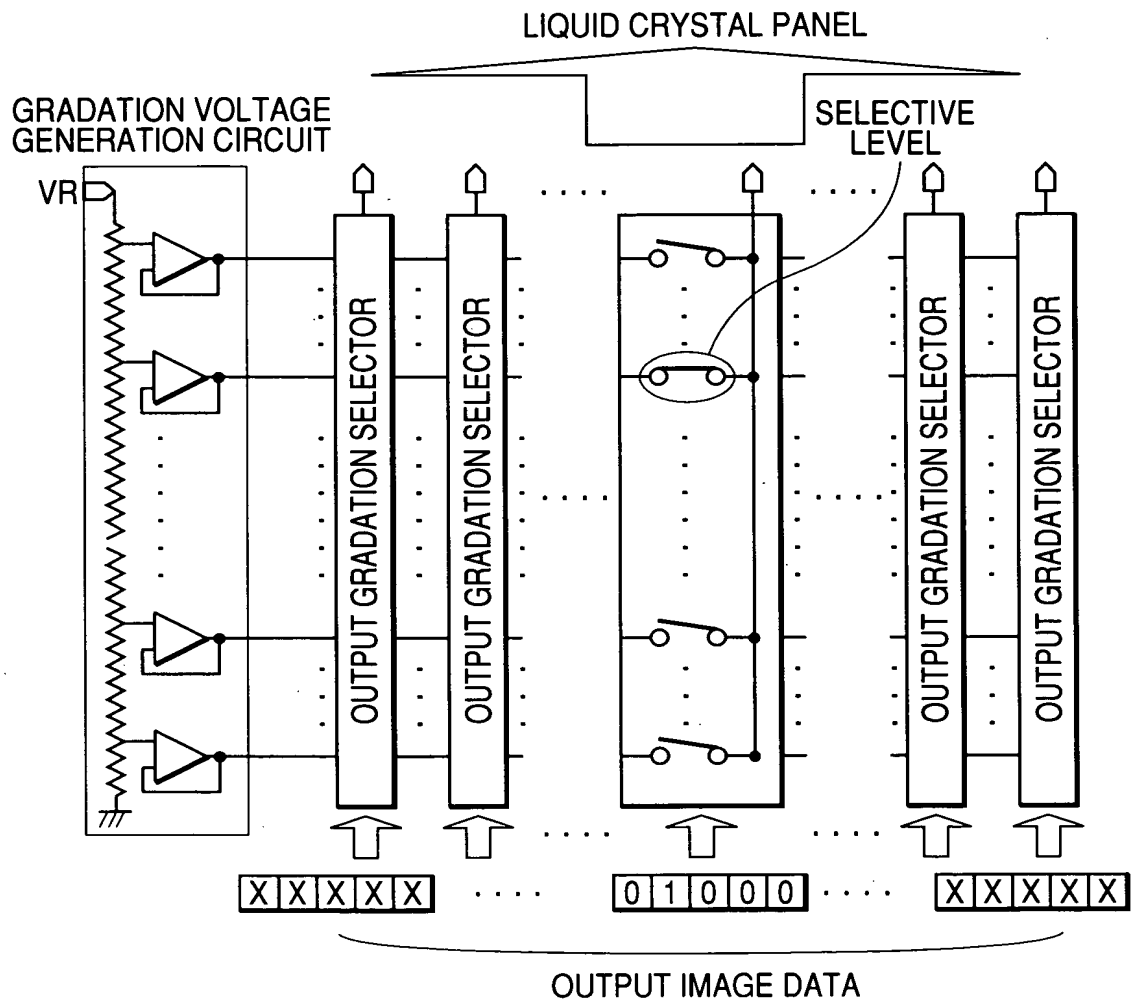 LIQUID CRYSTAL PANEL
GRADATION VOLTAGE
GENERATION CIRCUIT
SELECTIVE
LEVEL
VR
OUTPUT GRADATION SELECTOR
OUTPUT GRADATION SELECTOR
OUTPUT GRADATION SELECTOR
OUTPUT GRADATION SELECTOR
X X X X X
0 1 0 0 0
X X X X X
OUTPUT IMAGE DATA